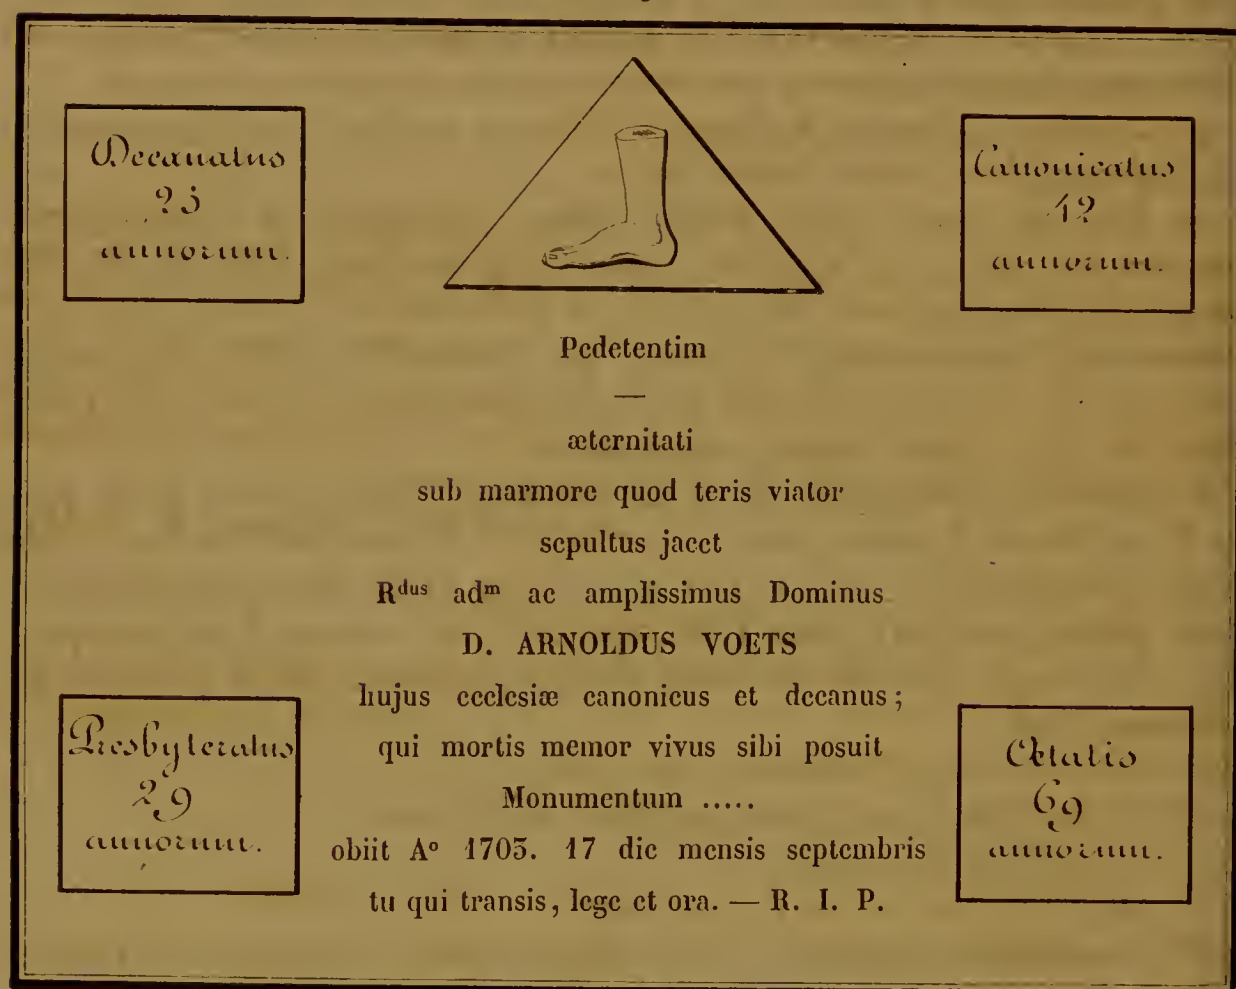 Decanatus
23
annorum.
Canonicatus
42
annorum.
Pedetentim
—
æternitati
sub marmore quod teris viator
sepultus jacet
Rdus adm ac amplissimus Dominus
D. ARNOLDUS VOETS
hujus ecclesiæ canonicus et decanus ;
qui mortis memor vivus sibi posuit
Monumentum .....
obiit Ao 1703. 17 die mensis septembris
tu qui transis, lege et ora. — R. I. P.
Presbyteratus
29
annorum.
Ætatis
69
annorum.